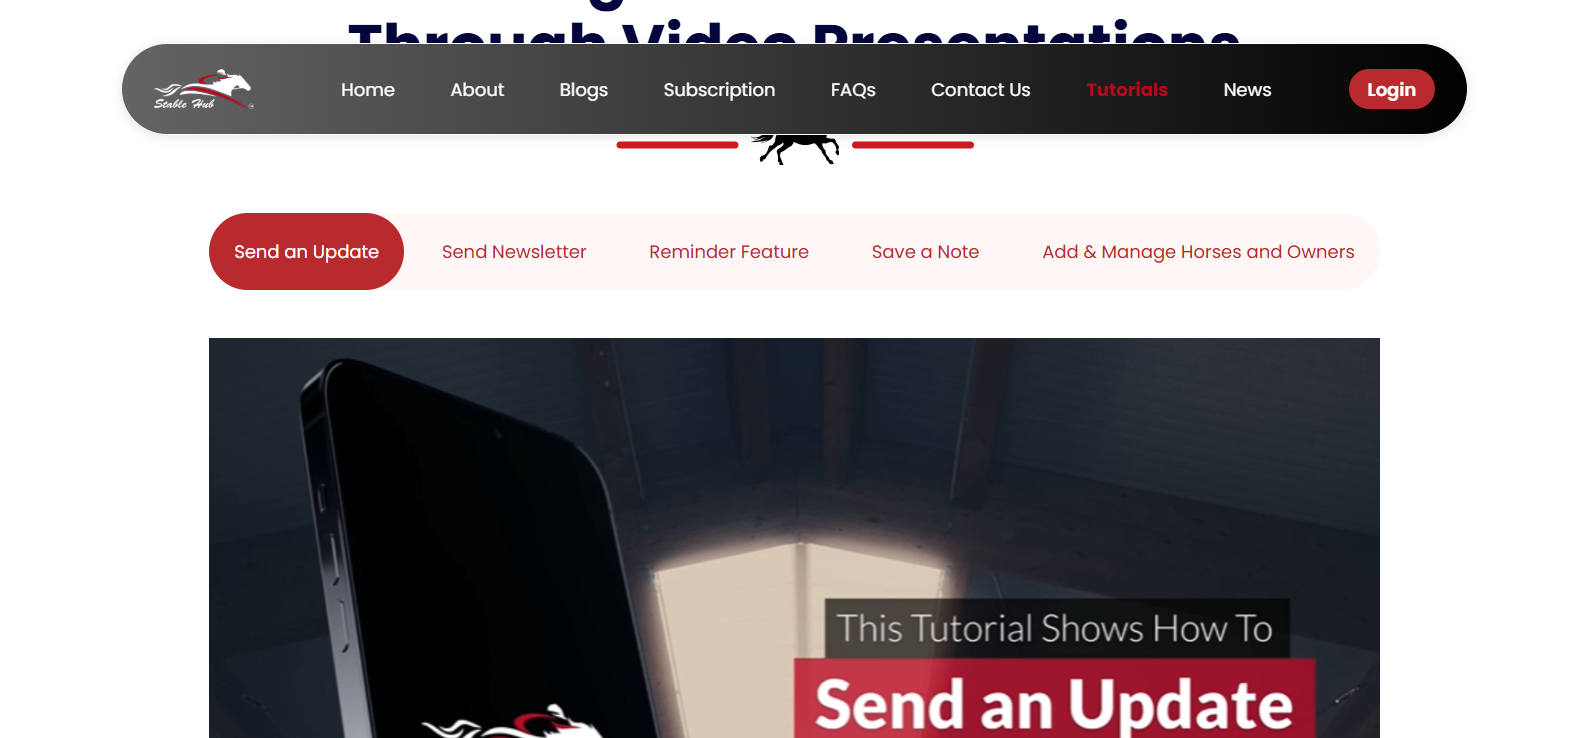 Through Video Presentations
Stable Hub
Home
About
Blogs
Subscription
FAQs
Contact Us
Tutorials
News
Login
Send an Update
Send Newsletter
Reminder Feature
Save a Note
Add & Manage Horses and Owners
This Tutorial Shows How To
Send an Update